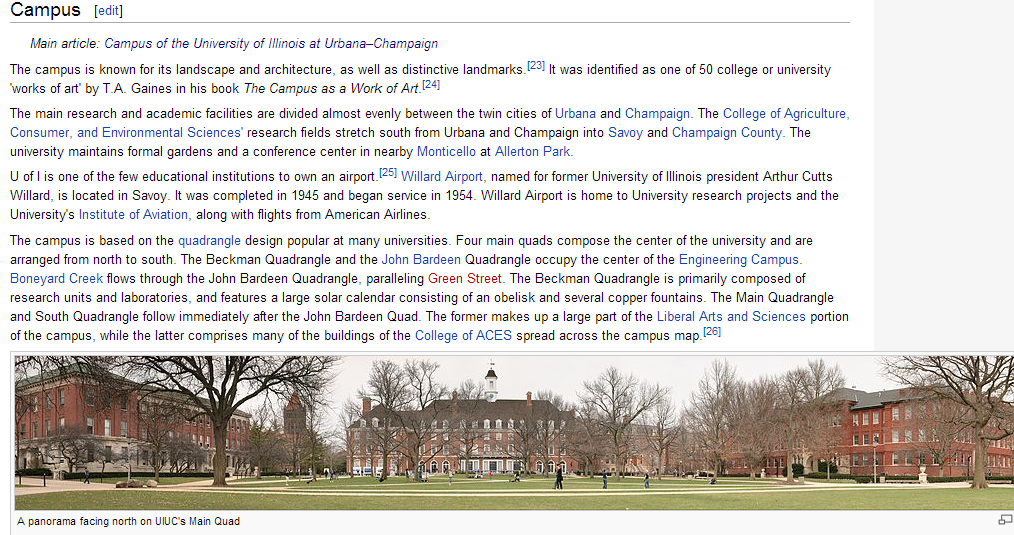 Campus [edit]
Main article: Campus of the University of Illinois at Urbana–Champaign
The campus is known for its landscape and architecture, as well as distinctive landmarks.[23] It was identified as one of 50 college or university
'works of art' by T.A. Gaines in his book The Campus as a Work of Art.[24]
The main research and academic facilities are divided almost evenly between the twin cities of Urbana and Champaign. The College of Agriculture,
Consumer, and Environmental Sciences' research fields stretch south from Urbana and Champaign into Savoy and Champaign County. The
university maintains formal gardens and a conference center in nearby Monticello at Allerton Park.
U of I is one of the few educational institutions to own an airport.[25] Willard Airport, named for former University of Illinois president Arthur Cutts
Willard, is located in Savoy. It was completed in 1945 and began service in 1954. Willard Airport is home to University research projects and the
University's Institute of Aviation, along with flights from American Airlines.
The campus is based on the quadrangle design popular at many universities. Four main quads compose the center of the university and are
arranged from north to south. The Beckman Quadrangle and the John Bardeen Quadrangle occupy the center of the Engineering Campus.
Boneyard Creek flows through the John Bardeen Quadrangle, paralleling Green Street. The Beckman Quadrangle is primarily composed of
research units and laboratories, and features a large solar calendar consisting of an obelisk and several copper fountains. The Main Quadrangle
and South Quadrangle follow immediately after the John Bardeen Quad. The former makes up a large part of the Liberal Arts and Sciences portion
of the campus, while the latter comprises many of the buildings of the College of ACES spread across the campus map.[26]
A panorama facing north on UIUC's Main Quad